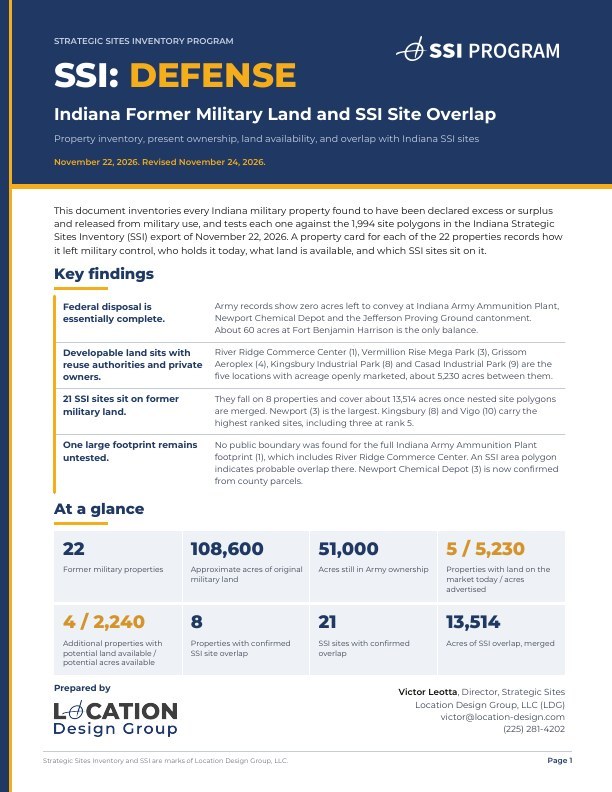 STRATEGIC SITES INVENTORY PROGRAM
SSI PROGRAM
SSI: DEFENSE
Indiana Former Military Land and SSI Site Overlap
Property inventory, present ownership, land availability, and overlap with Indiana SSI sites
November 22, 2026. Revised November 24, 2026.
This document inventories every Indiana military property found to have been declared excess or surplus
and released from military use, and tests each one against the 1,994 site polygons in the Indiana Strategic
Sites Inventory (SSI) export of November 22, 2026. A property card for each of the 22 properties records how
it left military control, who holds it today, what land is available, and which SSI sites sit on it.
Key findings
Federal disposal is
essentially complete.
Army records show zero acres left to convey at Indiana Army Ammunition Plant,
Newport Chemical Depot and the Jefferson Proving Ground cantonment.
About 60 acres at Fort Benjamin Harrison is the only balance.
Developable land sits with
reuse authorities and private
owners.
River Ridge Commerce Center (1), Vermillion Rise Mega Park (3), Grissom
Aeroplex (4), Kingsbury Industrial Park (8) and Casad Industrial Park (9) are the
five locations with acreage openly marketed, about 5,230 acres between them.
21 SSI sites sit on former
military land.
They fall on 8 properties and cover about 13,514 acres once nested site polygons
are merged. Newport (3) is the largest. Kingsbury (8) and Vigo (10) carry the
highest ranked sites, including three at rank 5.
One large footprint remains
untested.
No public boundary was found for the full Indiana Army Ammunition Plant
footprint (1), which includes River Ridge Commerce Center. An SSI area polygon
indicates probable overlap there. Newport Chemical Depot (3) is now confirmed
from county parcels.
At a glance
22
Former military properties
108,600
Approximate acres of original
military land
51,000
Acres still in Army ownership
5 / 5,230
Properties with land on the
market today / acres
advertised
4 / 2,240
Additional properties with
potential land available /
potential acres available
8
Properties with confirmed
SSI site overlap
21
SSI sites with confirmed
overlap
13,514
Acres of SSI overlap, merged
Prepared by
LOCATION
Design Group
Victor Leotta, Director, Strategic Sites
Location Design Group, LLC (LDG)
victor@location-design.com
(225) 281-4202
Strategic Sites Inventory and SSI are marks of Location Design Group, LLC.
Page 1